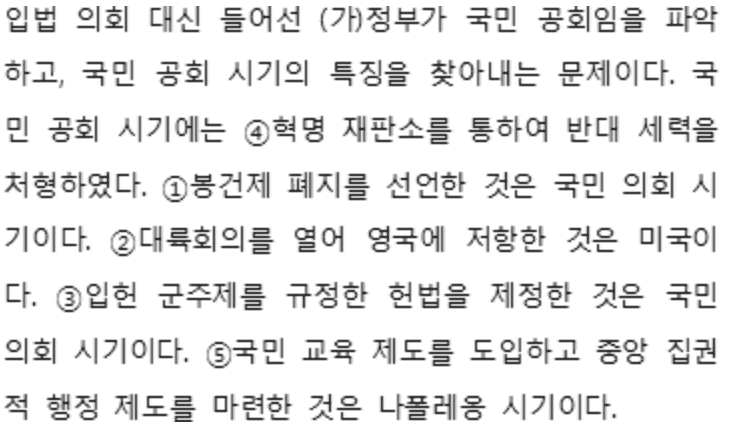 입법 의회 대신 들어선 (가)정부가 국민 공회임을 파악
하고, 국민 공회 시기의 특징을 찾아내는 문제이다. 국
민 공회 시기에는 ④혁명 재판소를 통하여 반대 세력을
처형하였다. ①봉건제 폐지를 선언한 것은 국민 의회 시
기이다. ②대륙회의를 열어 영국에 저항한 것은 미국이
다. ③입헌 군주제를 규정한 헌법을 제정한 것은 국민
의회 시기이다. ⑤국민 교육 제도를 도입하고 중앙 집권
적 행정 제도를 마련한 것은 나폴레옹 시기이다.